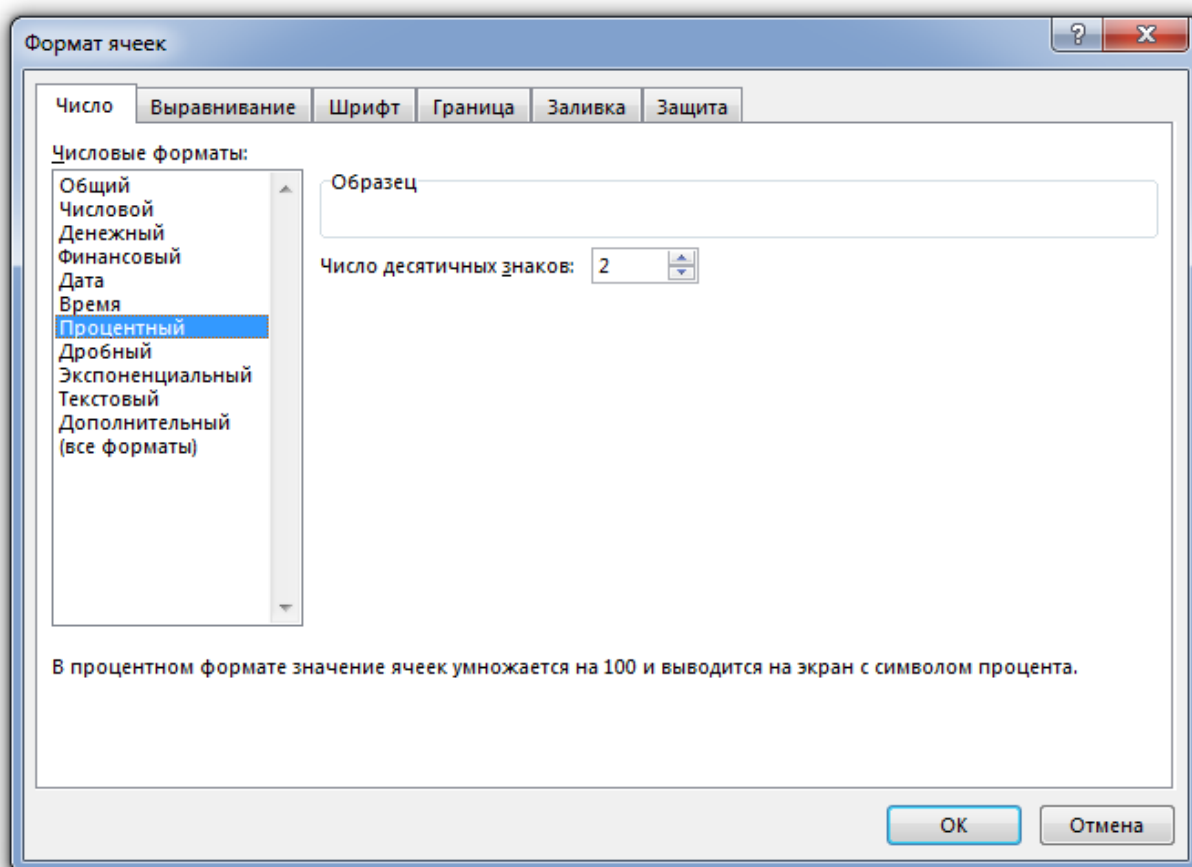 Формат ячеек
Число Выравнивание Шрифт Граница Заливка Защита
Числовые форматы:
Общий
Числовой
Денежный
Финансовый
Дата
Время
Процентный
Дробный
Экспоненциальный
Текстовый
Дополнительный
(все форматы)
Образец
Число десятичных знаков: 2
В процентном формате значение ячеек умножается на 100 и выводится на экран с символом процента.
ОК Отмена